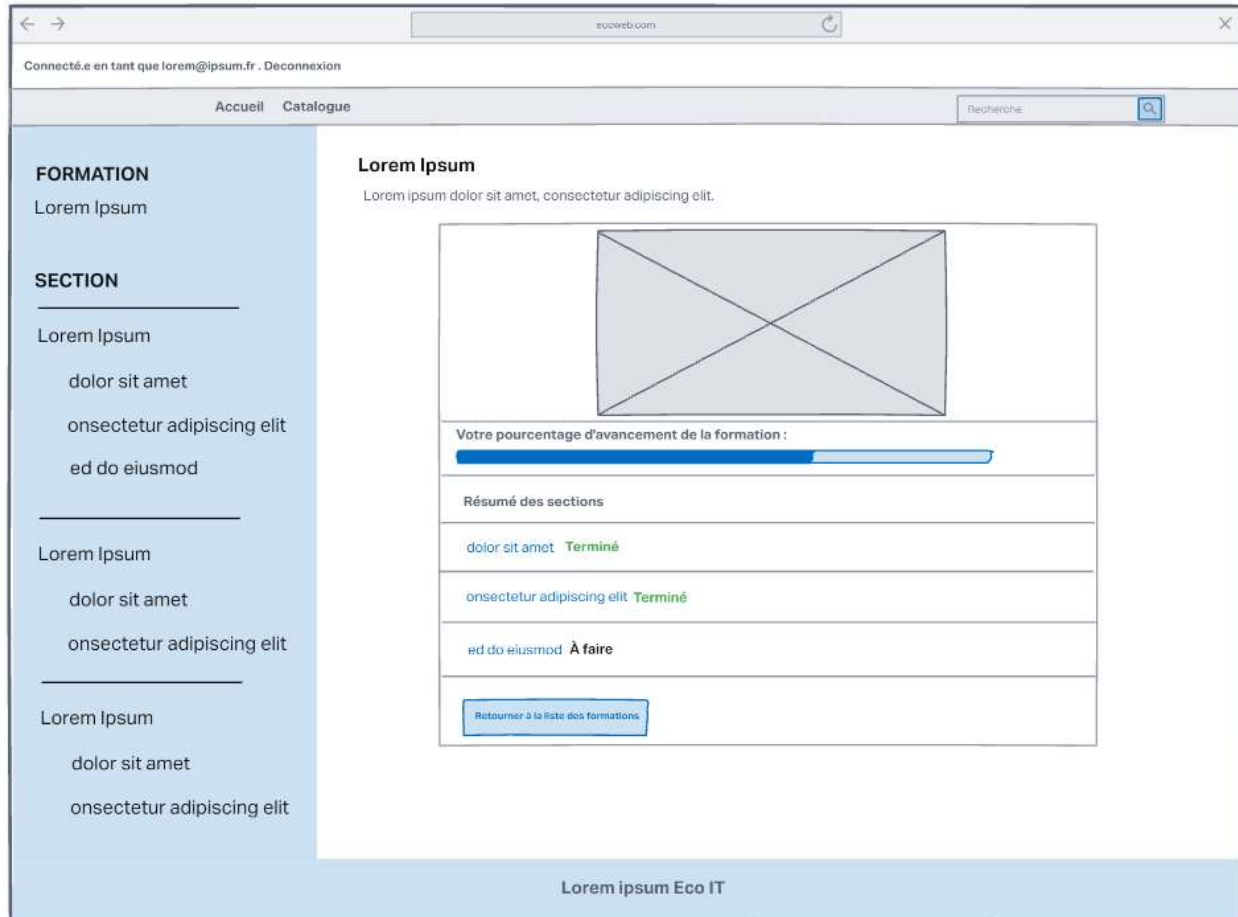 ecoweb.com
Connecté.e en tant que lorem@ipsum.fr . Deconnexion
Accueil Catalogue
Recherche
FORMATION
Lorem Ipsum
SECTION
Lorem Ipsum
dolor sit amet
onsectetur adipiscing elit
ed do eiusmod
Lorem Ipsum
dolor sit amet
onsectetur adipiscing elit
Lorem Ipsum
dolor sit amet
onsectetur adipiscing elit
Lorem Ipsum
Lorem ipsum dolor sit amet, consectetur adipiscing elit.
Votre pourcentage d'avancement de la formation :
Résumé des sections
dolor sit amet Terminé
onsectetur adipiscing elit Terminé
ed do eiusmod À faire
Retourner à la liste des formations
Lorem ipsum Eco IT